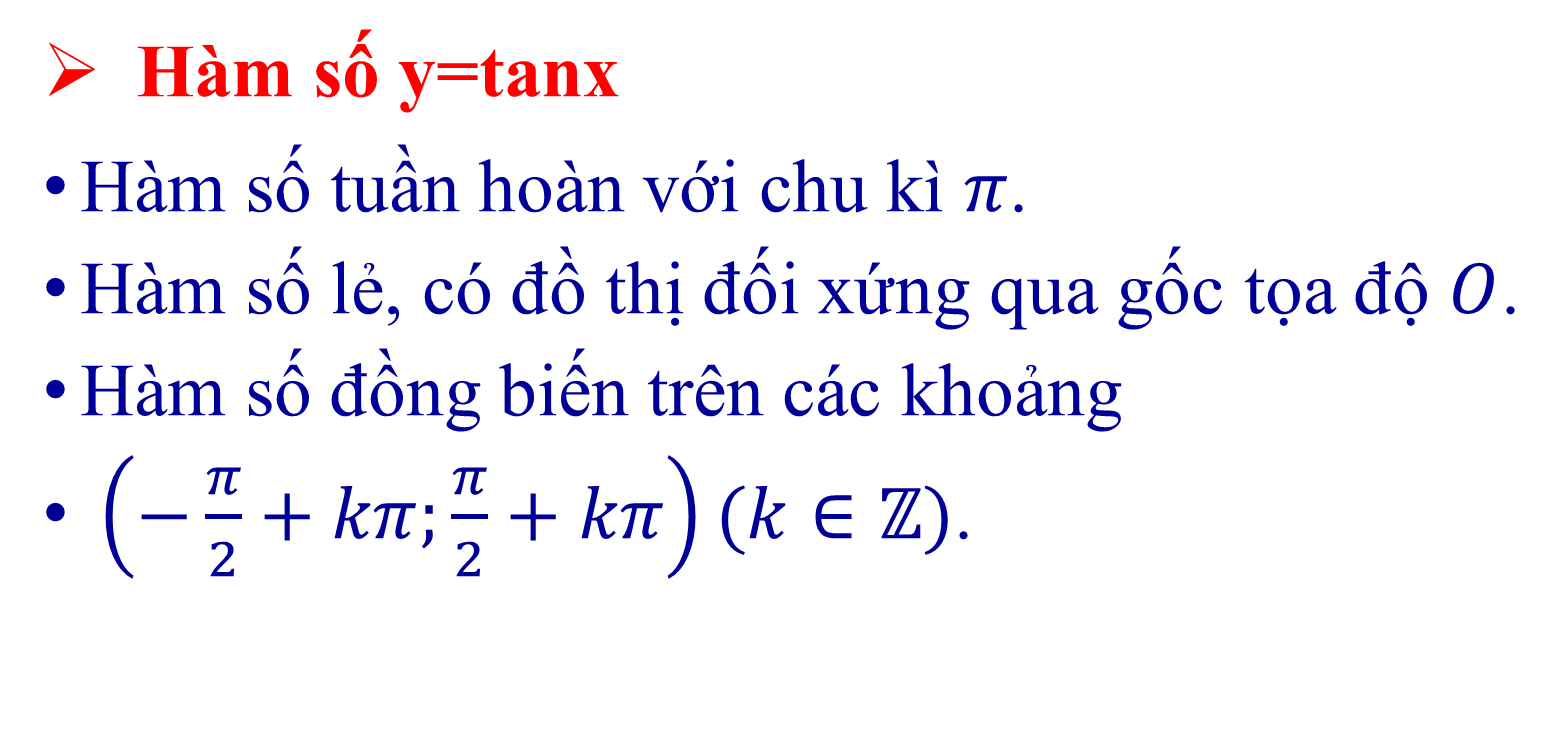 ➢ Hàm số y=tanx
• Hàm số tuần hoàn với chu kì 𝜋.
• Hàm số lẻ, có đồ thị đối xứng qua gốc tọa độ 𝑂.
• Hàm số đồng biến trên các khoảng
• (−𝜋/2 + 𝑘𝜋; 𝜋/2 + 𝑘𝜋) (𝑘 ∈ ℤ).